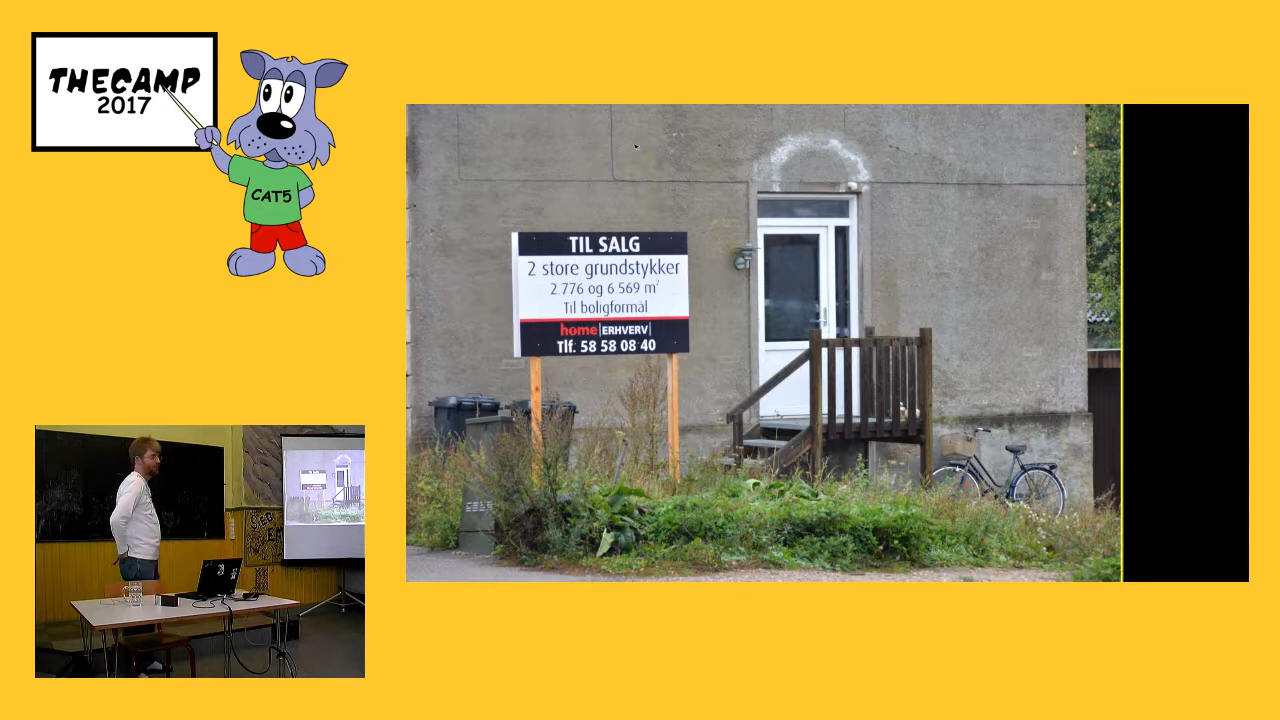 THECAMP
2017
CAT5
TIL SALG
2 store grundstykker
2.776 og 6.569 m²
Til boligformål
home|ERHVERV|
Tlf. 58 58 08 40